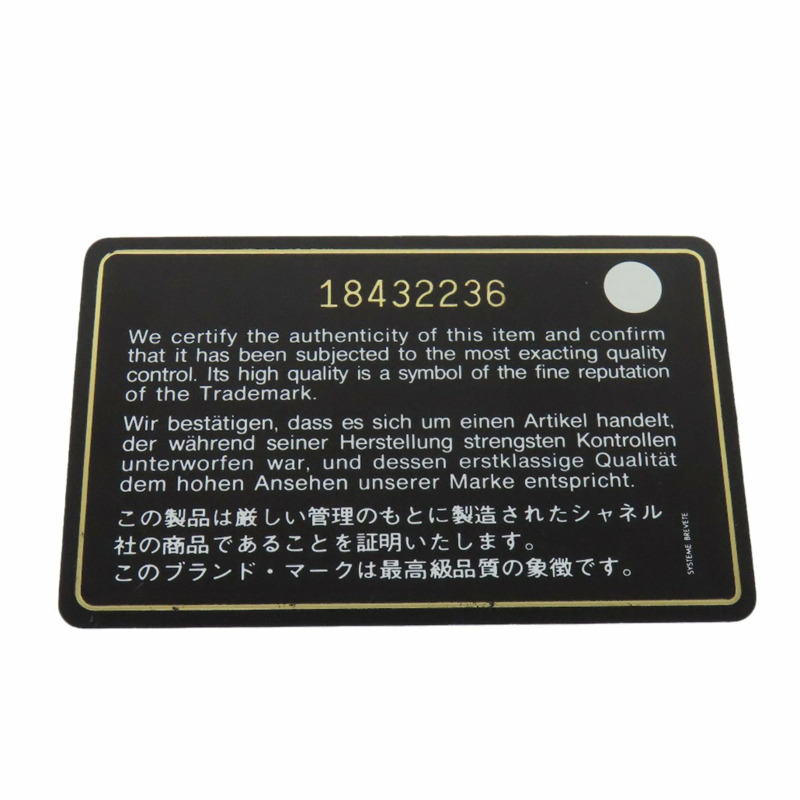 18432236
We certify the authenticity of this item and confirm
that it has been subjected to the most exacting quality
control. Its high quality is a symbol of the fine reputation
of the Trademark.
Wir bestätigen, dass es sich um einen Artikel handelt,
der während seiner Herstellung strengsten Kontrollen
unterworfen war, und dessen erstklassige Qualität
dem hohen Ansehen unserer Marke entspricht.
この製品は厳しい管理のもとに製造されたシャネル
社の商品であることを証明いたします。
このブランド・マークは最高級品質の象徴です。
SYSTEME BREVETE